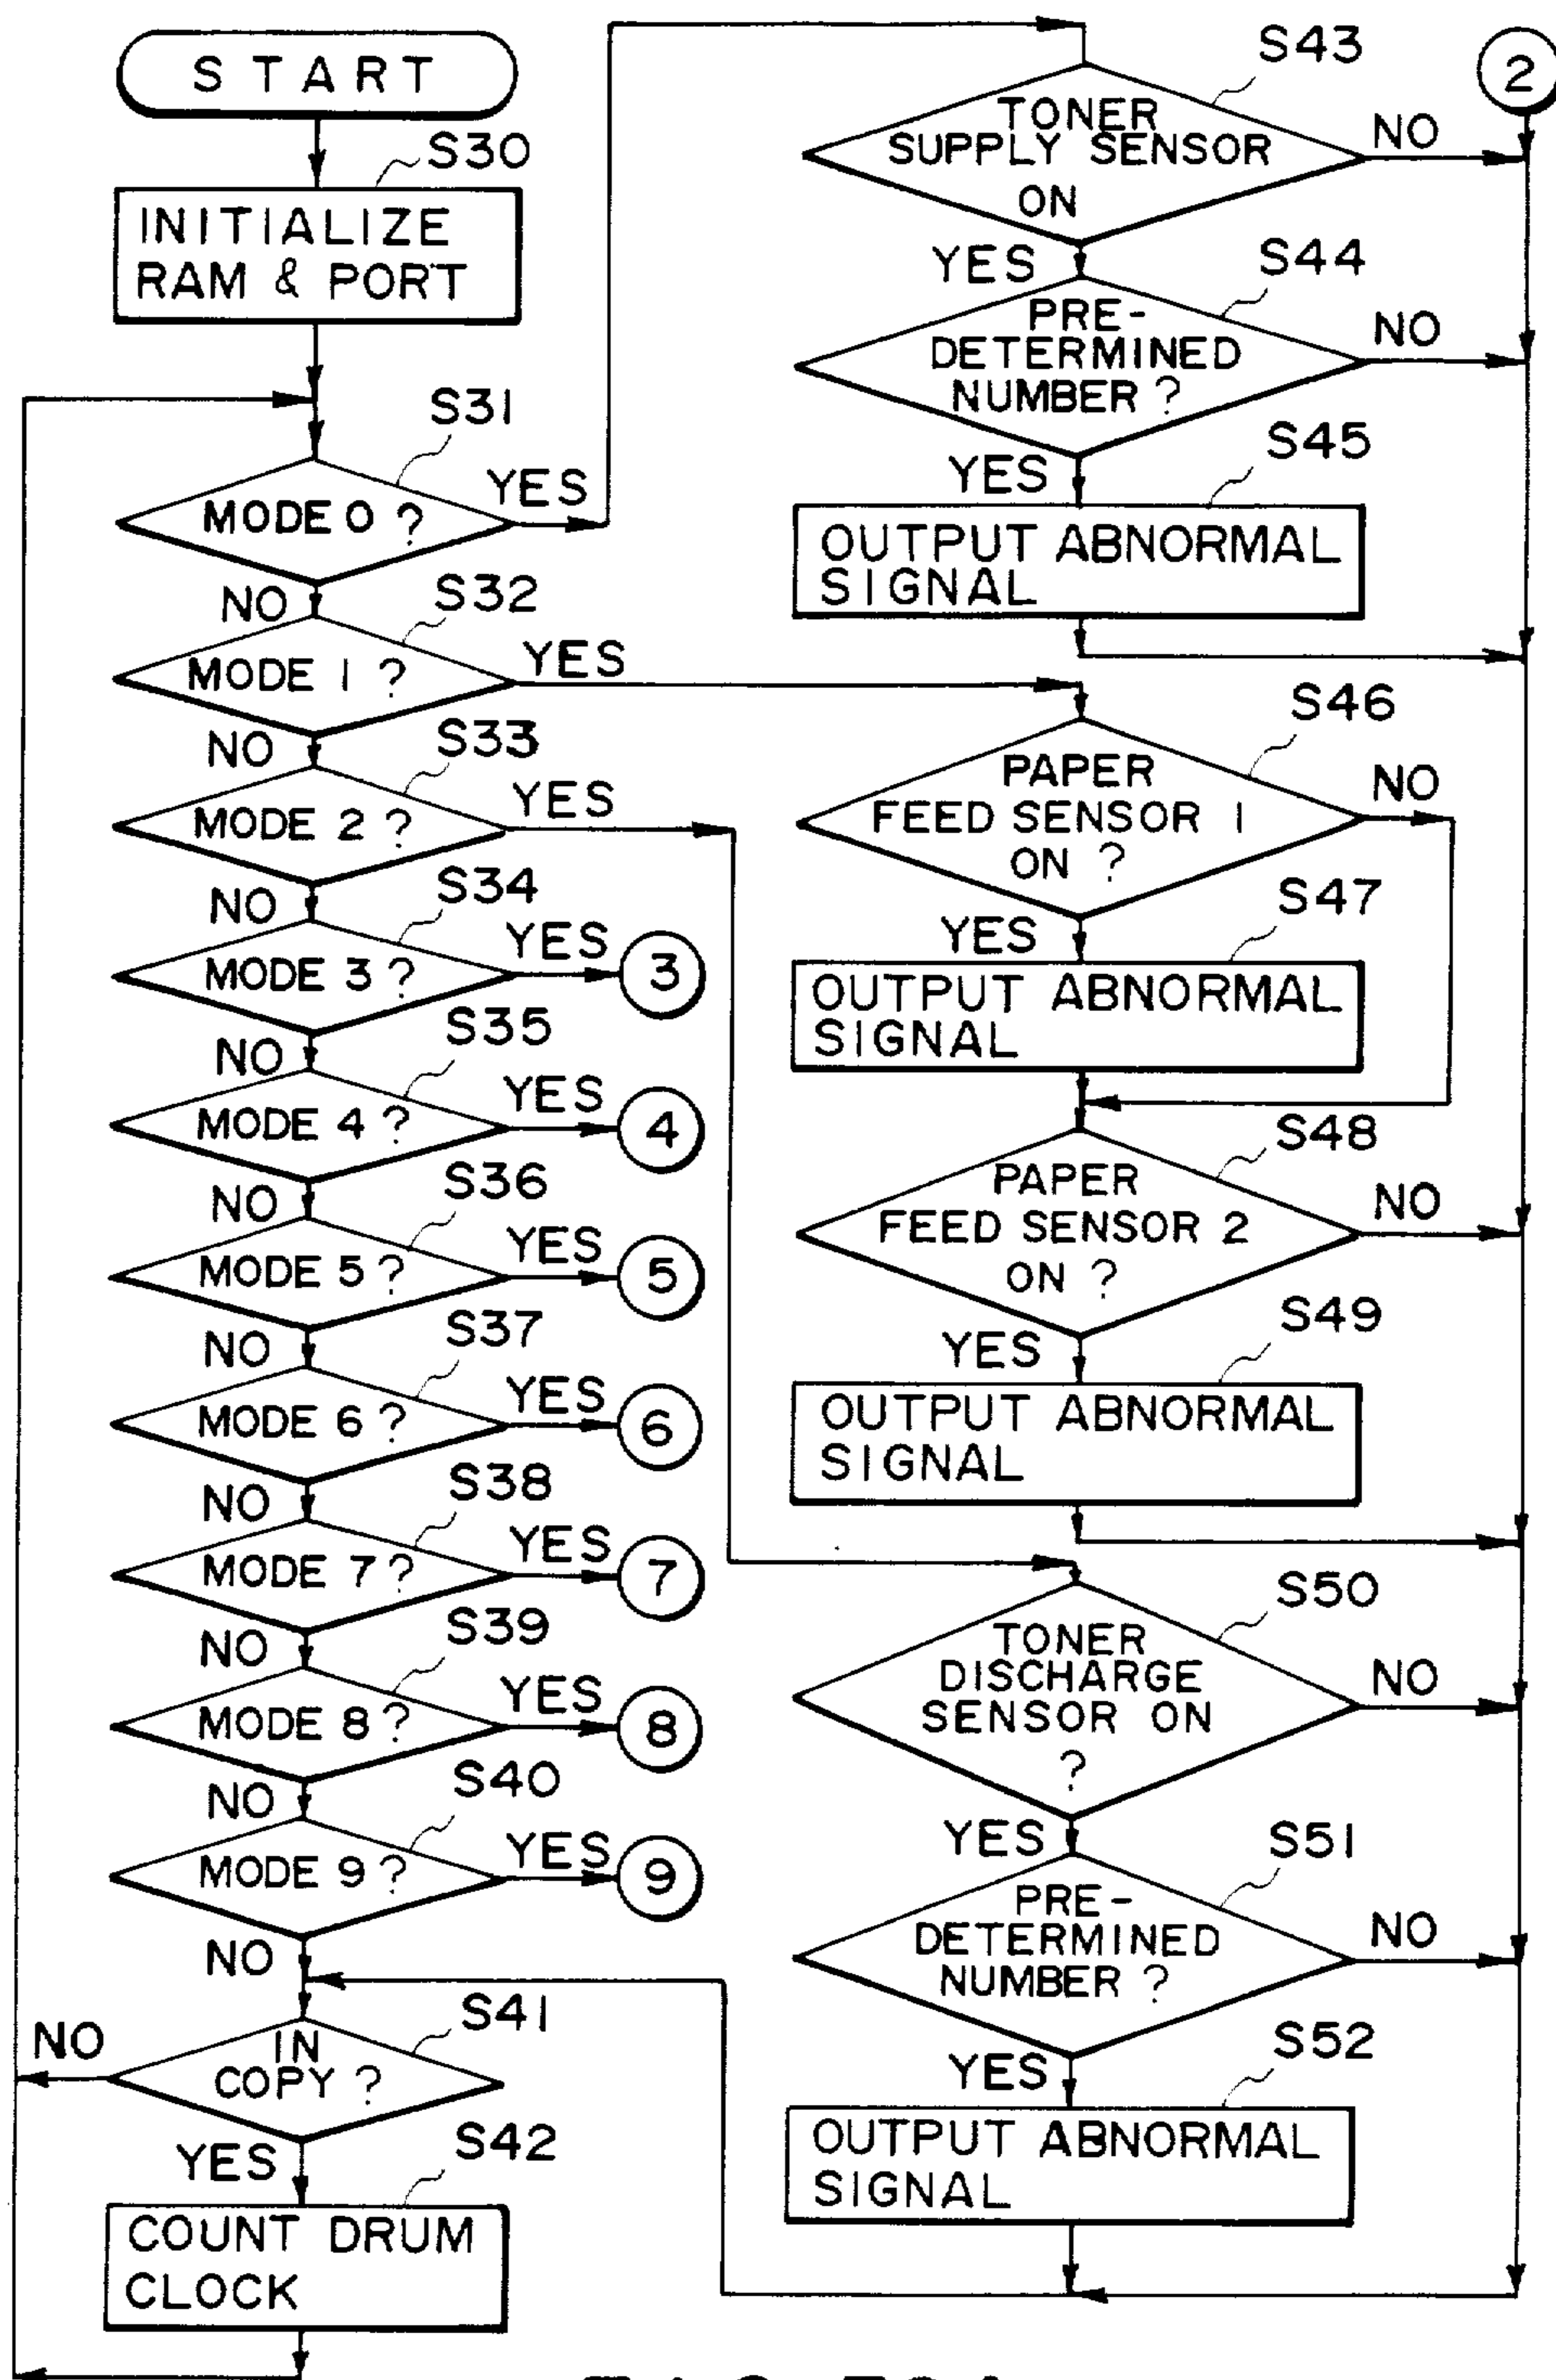 START
S30
INITIALIZE
RAM & PORT
S31
MODE 0 ?
YES
NO
S32
MODE 1 ?
YES
NO
S33
MODE 2 ?
YES
NO
S34
MODE 3 ?
YES
3
NO
S35
MODE 4 ?
YES
4
NO
S36
MODE 5 ?
YES
5
NO
S37
MODE 6 ?
YES
6
NO
S38
MODE 7 ?
YES
7
NO
S39
MODE 8 ?
YES
8
NO
S40
MODE 9 ?
YES
9
NO
S41
IN
COPY ?
NO
YES
S42
COUNT DRUM
CLOCK
S43
2
TONER
SUPPLY SENSOR
ON
NO
YES
S44
PRE-
DETERMINED
NUMBER ?
NO
YES
S45
OUTPUT ABNORMAL
SIGNAL
S46
PAPER
FEED SENSOR 1
ON ?
NO
YES
S47
OUTPUT ABNORMAL
SIGNAL
S48
PAPER
FEED SENSOR 2
ON ?
NO
YES
S49
OUTPUT ABNORMAL
SIGNAL
S50
TONER
DISCHARGE
SENSOR ON
?
NO
YES
S51
PRE-
DETERMINED
NUMBER ?
NO
YES
S52
OUTPUT ABNORMAL
SIGNAL